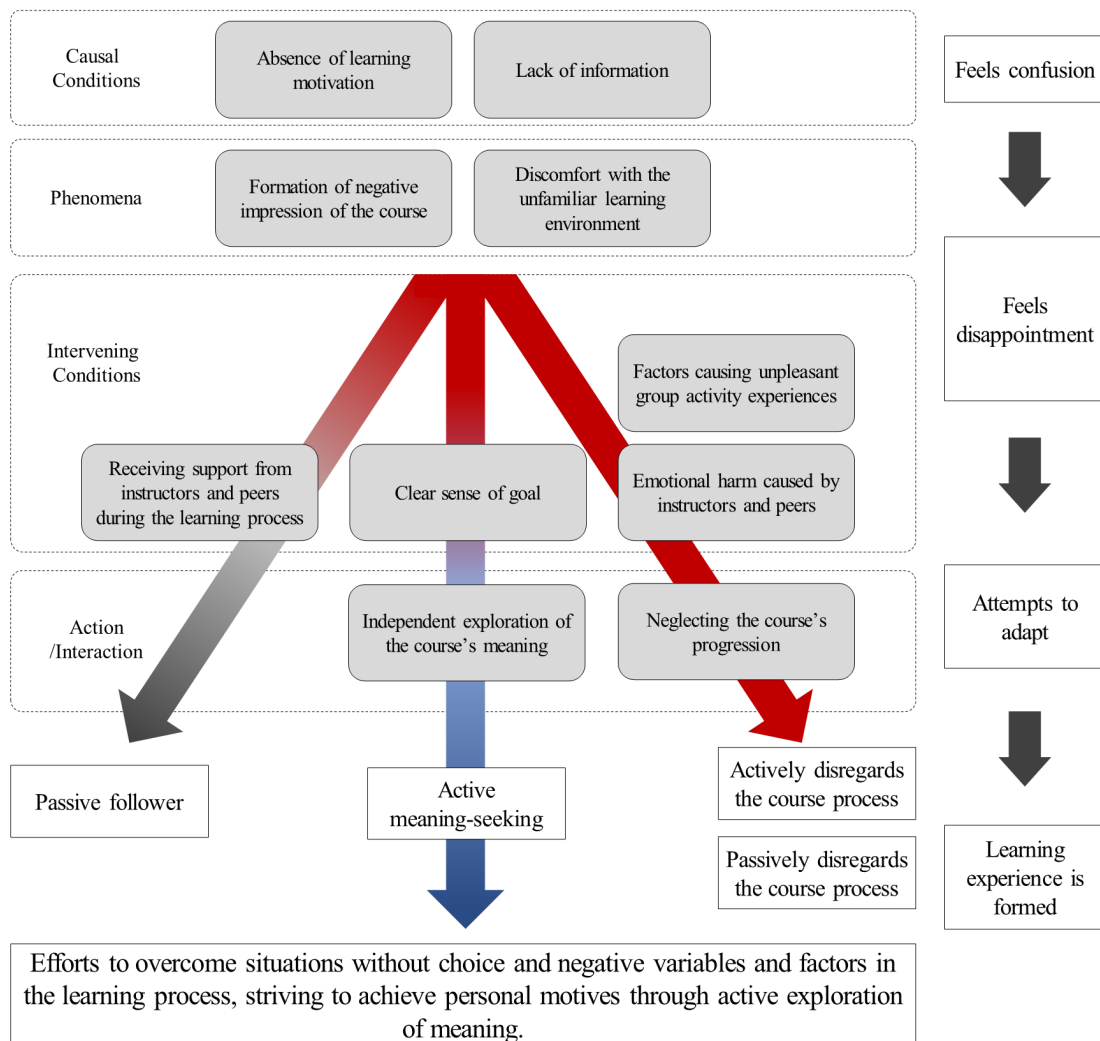 Causal
Conditions
Absence of learning
motivation
Lack of information
Feels confusion
Phenomena
Formation of negative
impression of the course
Discomfort with the
unfamiliar learning
environment
Feels
disappointment
Intervening
Conditions
Factors causing unpleasant
group activity experiences
Receiving support from
instructors and peers
during the learning process
Clear sense of goal
Emotional harm caused by
instructors and peers
Action
/Interaction
Independent exploration of
the course’s meaning
Neglecting the course’s
progression
Attempts to
adapt
Passive follower
Active
meaning-seeking
Actively disregards
the course process
Passively disregards
the course process
Learning
experience is
formed
Efforts to overcome situations without choice and negative variables and factors in
the learning process, striving to achieve personal motives through active exploration
of meaning.